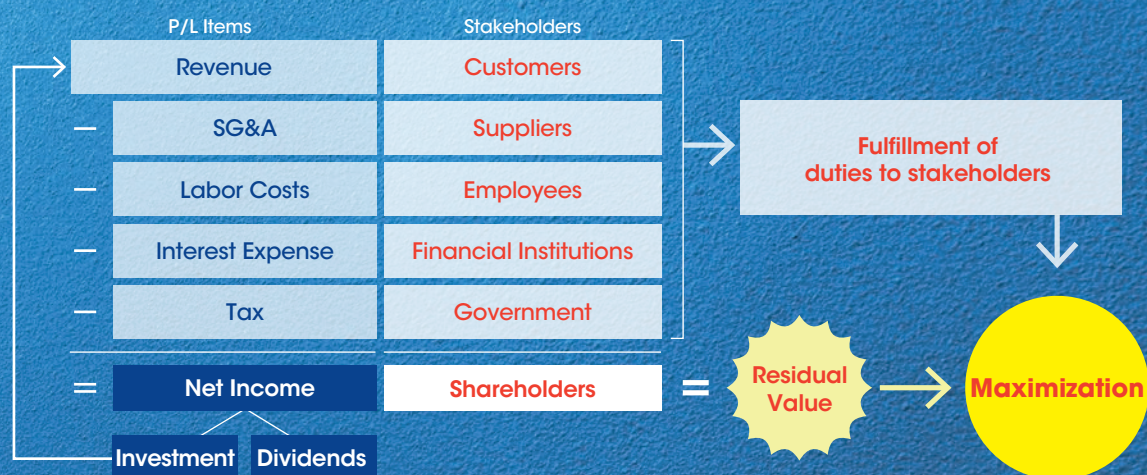 P/L Items Stakeholders
Revenue Customers
— SG&A Suppliers
— Labor Costs Employees
— Interest Expense Financial Institutions
— Tax Government
Fulfillment of
duties to stakeholders
= Net Income Shareholders =
Residual
Value
Maximization
Investment Dividends